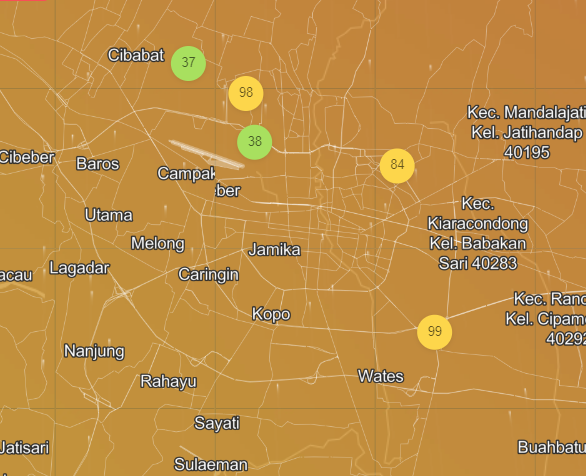 Cibabat
37
98
Kec. Mandalajati
Kel. Jatihandap
40195
38
84
Cibeber
Baros
Campak
ber
Kec.
Kiaracondong
Kel. Babakan
Sari 40283
Utama
Melong
Jamika
acau
Lagadar
Caringin
Kec. Ranc
Kel. Cipam
40292
Kopo
99
Nanjung
Rahayu
Wates
Sayati
Jatisari
Buahbatu
Sulaeman